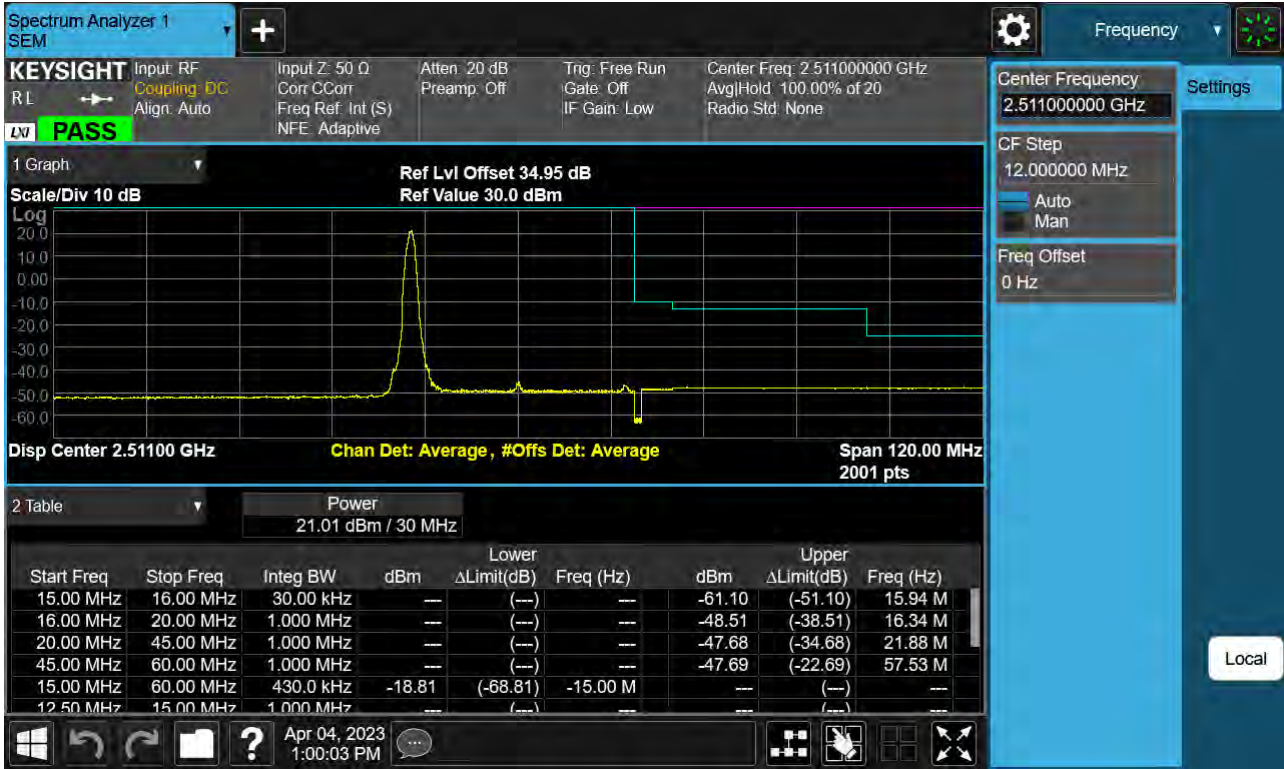 Spectrum Analyzer 1
SEM
+
Frequency
KEYSIGHT
R L
LXI PASS
Input: RF
Coupling: DC
Align: Auto
Input Z: 50 Ω
Corr CCorr
Freq Ref: Int (S)
NFE: Adaptive
Atten: 20 dB
Preamp: Off
Trig: Free Run
Gate: Off
IF Gain: Low
Center Freq: 2.511000000 GHz
Avg|Hold: 100.00% of 20
Radio Std: None
Center Frequency
2.511000000 GHz
Settings
CF Step
12.000000 MHz
Auto
Man
Freq Offset
0 Hz
Local
1 Graph
Scale/Div 10 dB
Ref Lvl Offset 34.95 dB
Ref Value 30.0 dBm
Log
20.0
10.0
0.00
-10.0
-20.0
-30.0
-40.0
-50.0
-60.0
Disp Center 2.51100 GHz Chan Det: Average , #Offs Det: Average Span 120.00 MHz
2001 pts
2 Table
Power
21.01 dBm / 30 MHz
Lower Upper
Start Freq Stop Freq Integ BW dBm ΔLimit(dB) Freq (Hz) dBm ΔLimit(dB) Freq (Hz)
15.00 MHz 16.00 MHz 30.00 kHz --- (---) --- -61.10 (-51.10) 15.94 M
16.00 MHz 20.00 MHz 1.000 MHz --- (---) --- -48.51 (-38.51) 16.34 M
20.00 MHz 45.00 MHz 1.000 MHz --- (---) --- -47.68 (-34.68) 21.88 M
45.00 MHz 60.00 MHz 1.000 MHz --- (---) --- -47.69 (-22.69) 57.53 M
15.00 MHz 60.00 MHz 430.0 kHz -18.81 (-68.81) -15.00 M --- (---) ---
12.50 MHz 15.00 MHz 1.000 MHz --- (---) --- --- (---) ---
?
Apr 04, 2023
1:00:03 PM